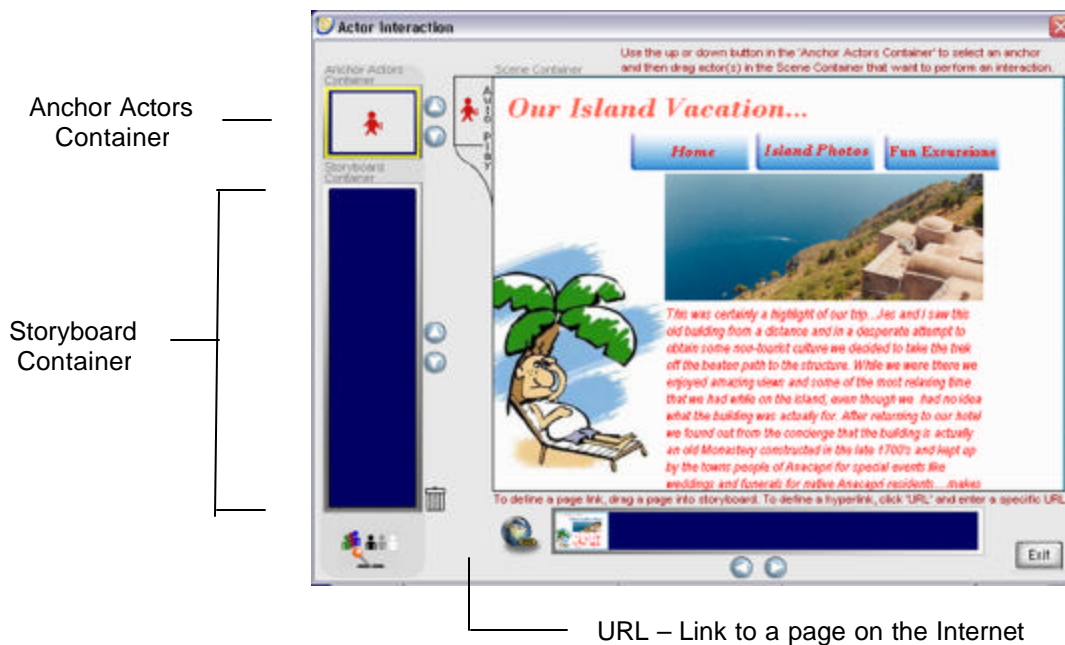 Actor Interaction
Use the up or down button in the 'Anchor Actors Container' to select an anchor
and then drag actor(s) in the Scene Container that want to perform an interaction.
Anchor Actors
Container
Scene Container
Auto Play
Anchor Actors
Container
Our Island Vacation...
Home
Island Photos
Fun Excursions
Storyboard
Container
Storyboard
Container
This was certainly a highlight of our trip...Jes and I saw this
old building from a distance and in a desperate attempt to
obtain some non-tourist culture we decided to take the trek
off the beaten path to the structure. While we were there we
enjoyed amazing views and some of the most relaxing time
that we had while on the island, even though we had no idea
what the building was actually for. After returning to our hotel
we found out from the concierge that the building is actually
an old Monastery constructed in the late 1700's and kept up
by the towns people of Anacapri for special events like
weddings and funerals for native Anacapri residents....makes
To define a page link, drag a page into storyboard. To define a hyperlink, click 'URL' and enter a specific URL
Exit
URL – Link to a page on the Internet